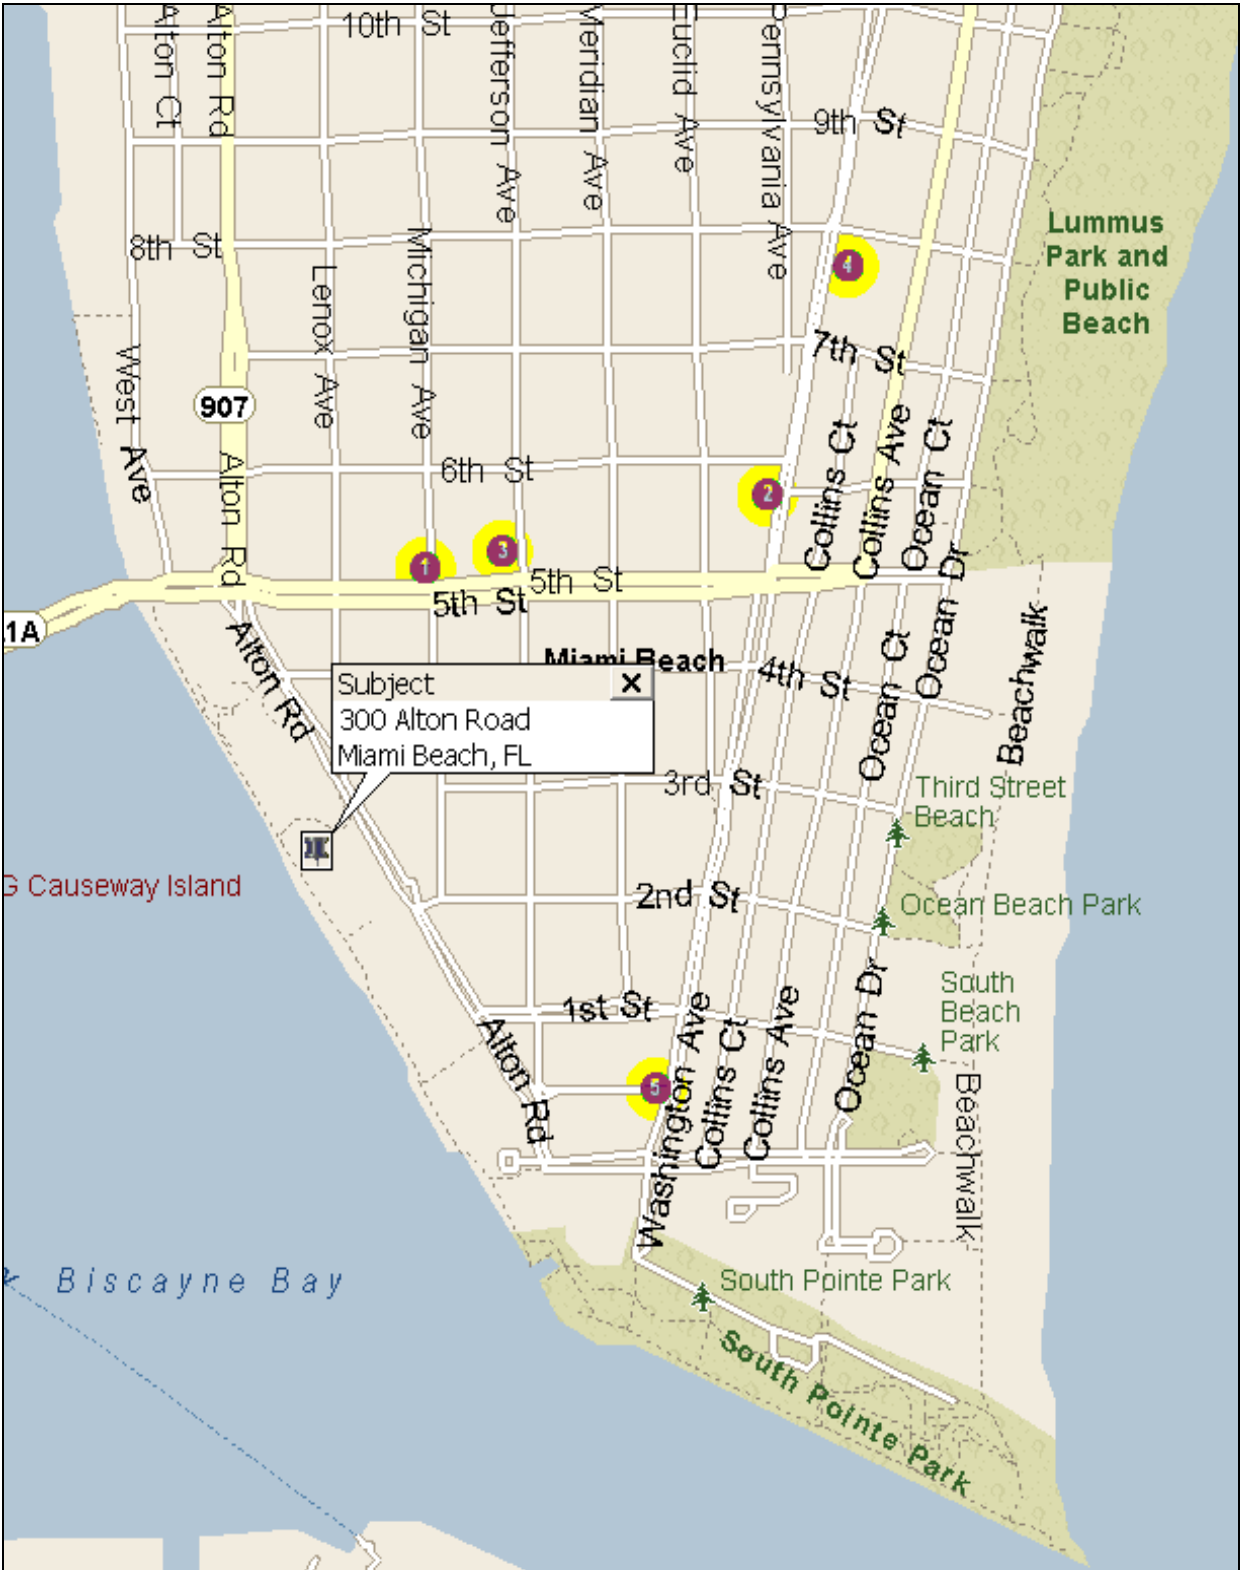 10th St
Alton Ct
Alton Rd
Jefferson Ave
Meridian Ave
Euclid Ave
Pennsylvania Ave
9th St
8th St
Lummus
Park and
Public
Beach
4
Lenox Ave
Michigan Ave
7th St
West Ave
907
Alton Rd
6th St
2
Collins Ct
Collins Ave
Ocean Ct
Ocean Dr
1
3
5th St
5th St
1A
Alton Rd
Miami Beach
4th St
Ocean Ct
Beachwalk
Subject
300 Alton Road
Miami Beach, FL
3rd St
Third Street
Beach
G Causeway Island
2nd St
Ocean Beach Park
1st St
South
Beach
Park
Alton Rd
5
Washington Ave
Collins Ct
Collins Ave
Ocean Dr
Beachwalk
Biscayne Bay
South Pointe Park
South Pointe Park